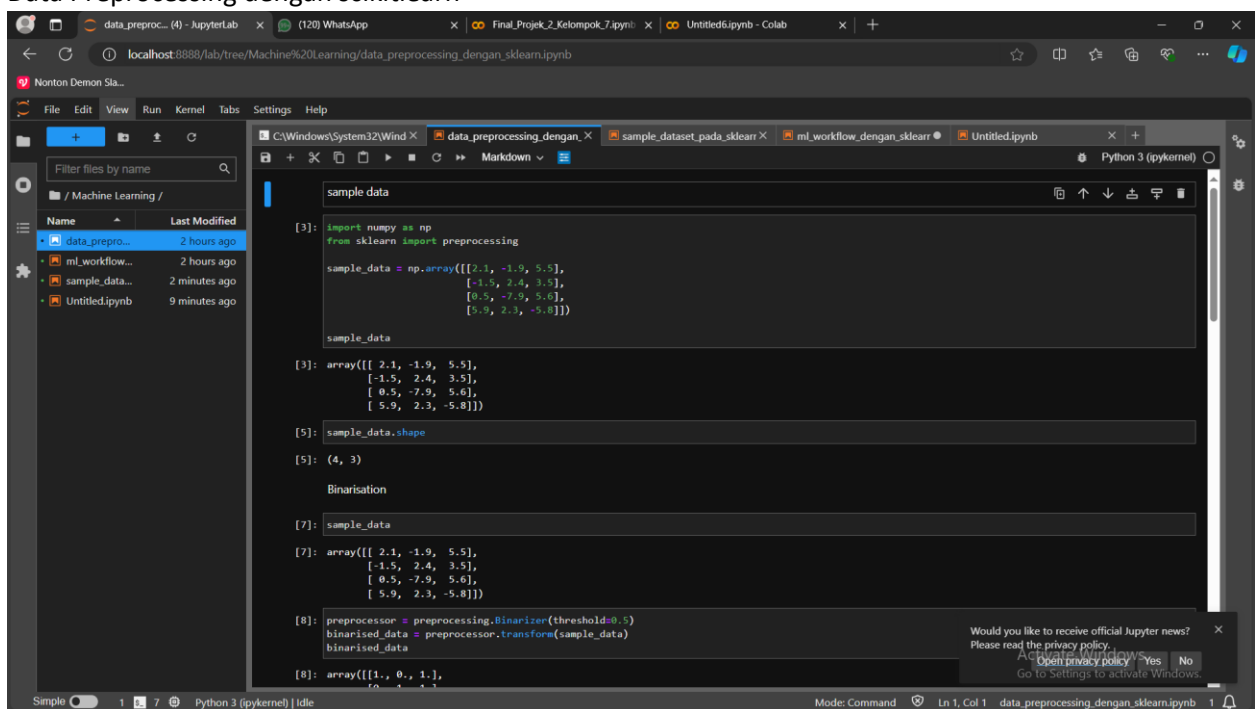 data_preproc... (4) - JupyterLab
(120) WhatsApp
Final_Projek_2_Kelompok_7.ipynb
Untitled6.ipynb - Colab
localhost:8888/lab/tree/Machine%20Learning/data_preprocessing_dengan_sklearn.ipynb
Nonton Demon Sla...
File Edit View Run Kernel Tabs Settings Help
C:\Windows\System32\Wind
data_preprocessing_dengan_
sample_dataset_pada_sklearr
ml_workflow_dengan_sklearr
Untitled.ipynb
Markdown
Python 3 (ipykernel)
Filter files by name
/ Machine Learning /
Name Last Modified
data_prepro... 2 hours ago
ml_workflow... 2 hours ago
sample_data... 2 minutes ago
Untitled.ipynb 9 minutes ago
sample data
[3]: import numpy as np
from sklearn import preprocessing
sample_data = np.array([[2.1, -1.9, 5.5],
[-1.5, 2.4, 3.5],
[0.5, -7.9, 5.6],
[5.9, 2.3, -5.8]])
sample_data
[3]: array([[ 2.1, -1.9, 5.5],
[-1.5, 2.4, 3.5],
[ 0.5, -7.9, 5.6],
[ 5.9, 2.3, -5.8]])
[5]: sample_data.shape
[5]: (4, 3)
Binarisation
[7]: sample_data
[7]: array([[ 2.1, -1.9, 5.5],
[-1.5, 2.4, 3.5],
[ 0.5, -7.9, 5.6],
[ 5.9, 2.3, -5.8]])
[8]: preprocessor = preprocessing.Binarizer(threshold=0.5)
binarised_data = preprocessor.transform(sample_data)
binarised_data
[8]: array([[1., 0., 1.],
Would you like to receive official Jupyter news?
Please read the privacy policy.
Open privacy policy Yes No
Activate Windows
Go to Settings to activate Windows.
Simple 1 7 Python 3 (ipykernel) | Idle
Mode: Command Ln 1, Col 1 data_preprocessing_dengan_sklearn.ipynb 1